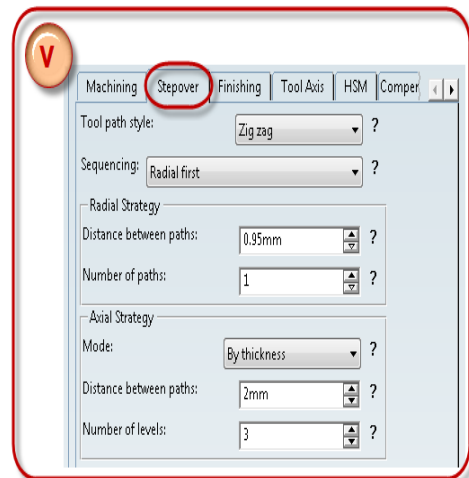 V
Machining Stepover Finishing Tool Axis HSM Comper
Tool path style: Zig zag ?
Sequencing: Radial first ?
Radial Strategy
Distance between paths: 0.95mm ?
Number of paths: 1 ?
Axial Strategy
Mode: By thickness ?
Distance between paths: 2mm ?
Number of levels: 3 ?